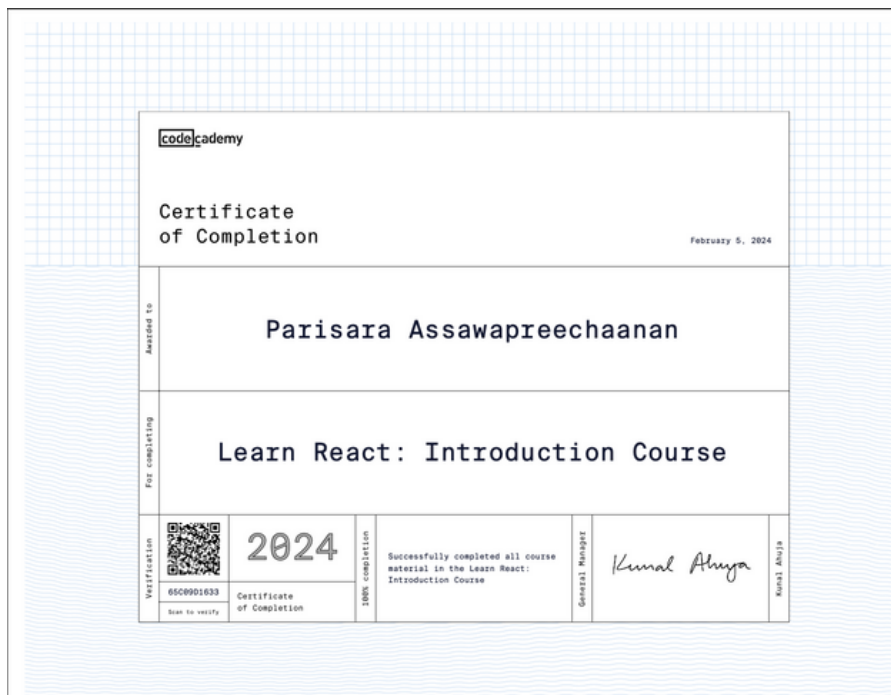 codecademy
Certificate
of Completion
February 5, 2024
Awarded to
Parisara Assawapreechaanan
For completing
Learn React: Introduction Course
Verification
65C09D1633
Scan to verify
2024
Certificate
of Completion
100% completion
Successfully completed all course
material in the Learn React:
Introduction Course
General Manager
Kunal Ahuja
Kunal Ahuja